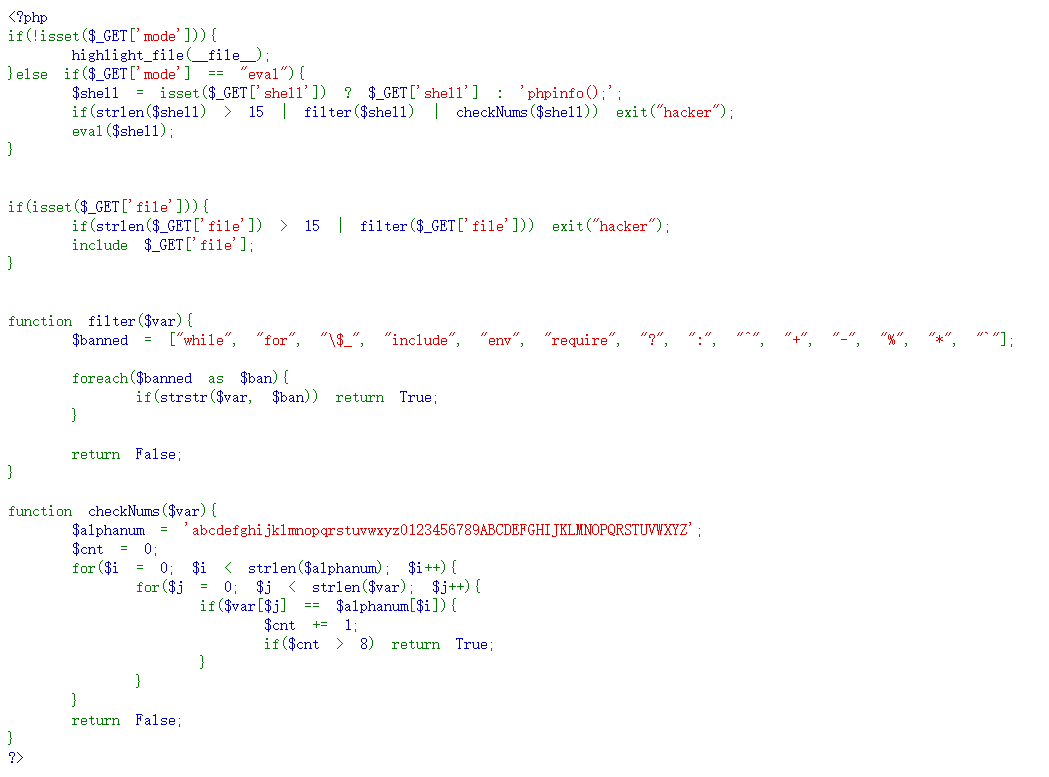 <?php
if(!isset($_GET['mode'])){
highlight_file(__file__);
}else if($_GET['mode'] == "eval"){
$shell = isset($_GET['shell']) ? $_GET['shell'] : 'phpinfo();';
if(strlen($shell) > 15 | filter($shell) | checkNums($shell)) exit("hacker");
eval($shell);
}
if(isset($_GET['file'])){
if(strlen($_GET['file']) > 15 | filter($_GET['file'])) exit("hacker");
include $_GET['file'];
}
function filter($var){
$banned = ["while", "for", "\$_", "include", "env", "require", "?", ":", "^", "+", "-", "%", "*", "`"];
foreach($banned as $ban){
if(strstr($var, $ban)) return True;
}
return False;
}
function checkNums($var){
$alphanum = 'abcdefghijklmnopqrstuvwxyz0123456789ABCDEFGHIJKLMNOPQRSTUVWXYZ';
$cnt = 0;
for($i = 0; $i < strlen($alphanum); $i++){
for($j = 0; $j < strlen($var); $j++){
if($var[$j] == $alphanum[$i]){
$cnt += 1;
if($cnt > 8) return True;
}
}
}
return False;
}
?>